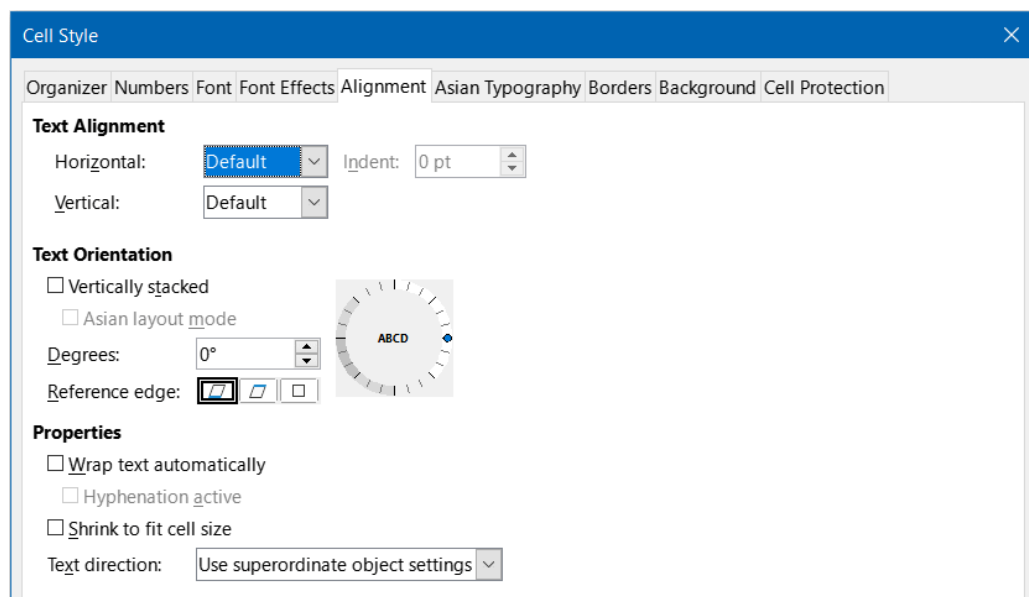 Cell Style
Organizer Numbers Font Font Effects Alignment Asian Typography Borders Background Cell Protection
Text Alignment
Horizontal: Default Indent: 0 pt
Vertical: Default
Text Orientation
Vertically stacked
Asian layout mode
ABCD
Degrees: 0°
Reference edge:
Properties
Wrap text automatically
Hyphenation active
Shrink to fit cell size
Text direction: Use superordinate object settings